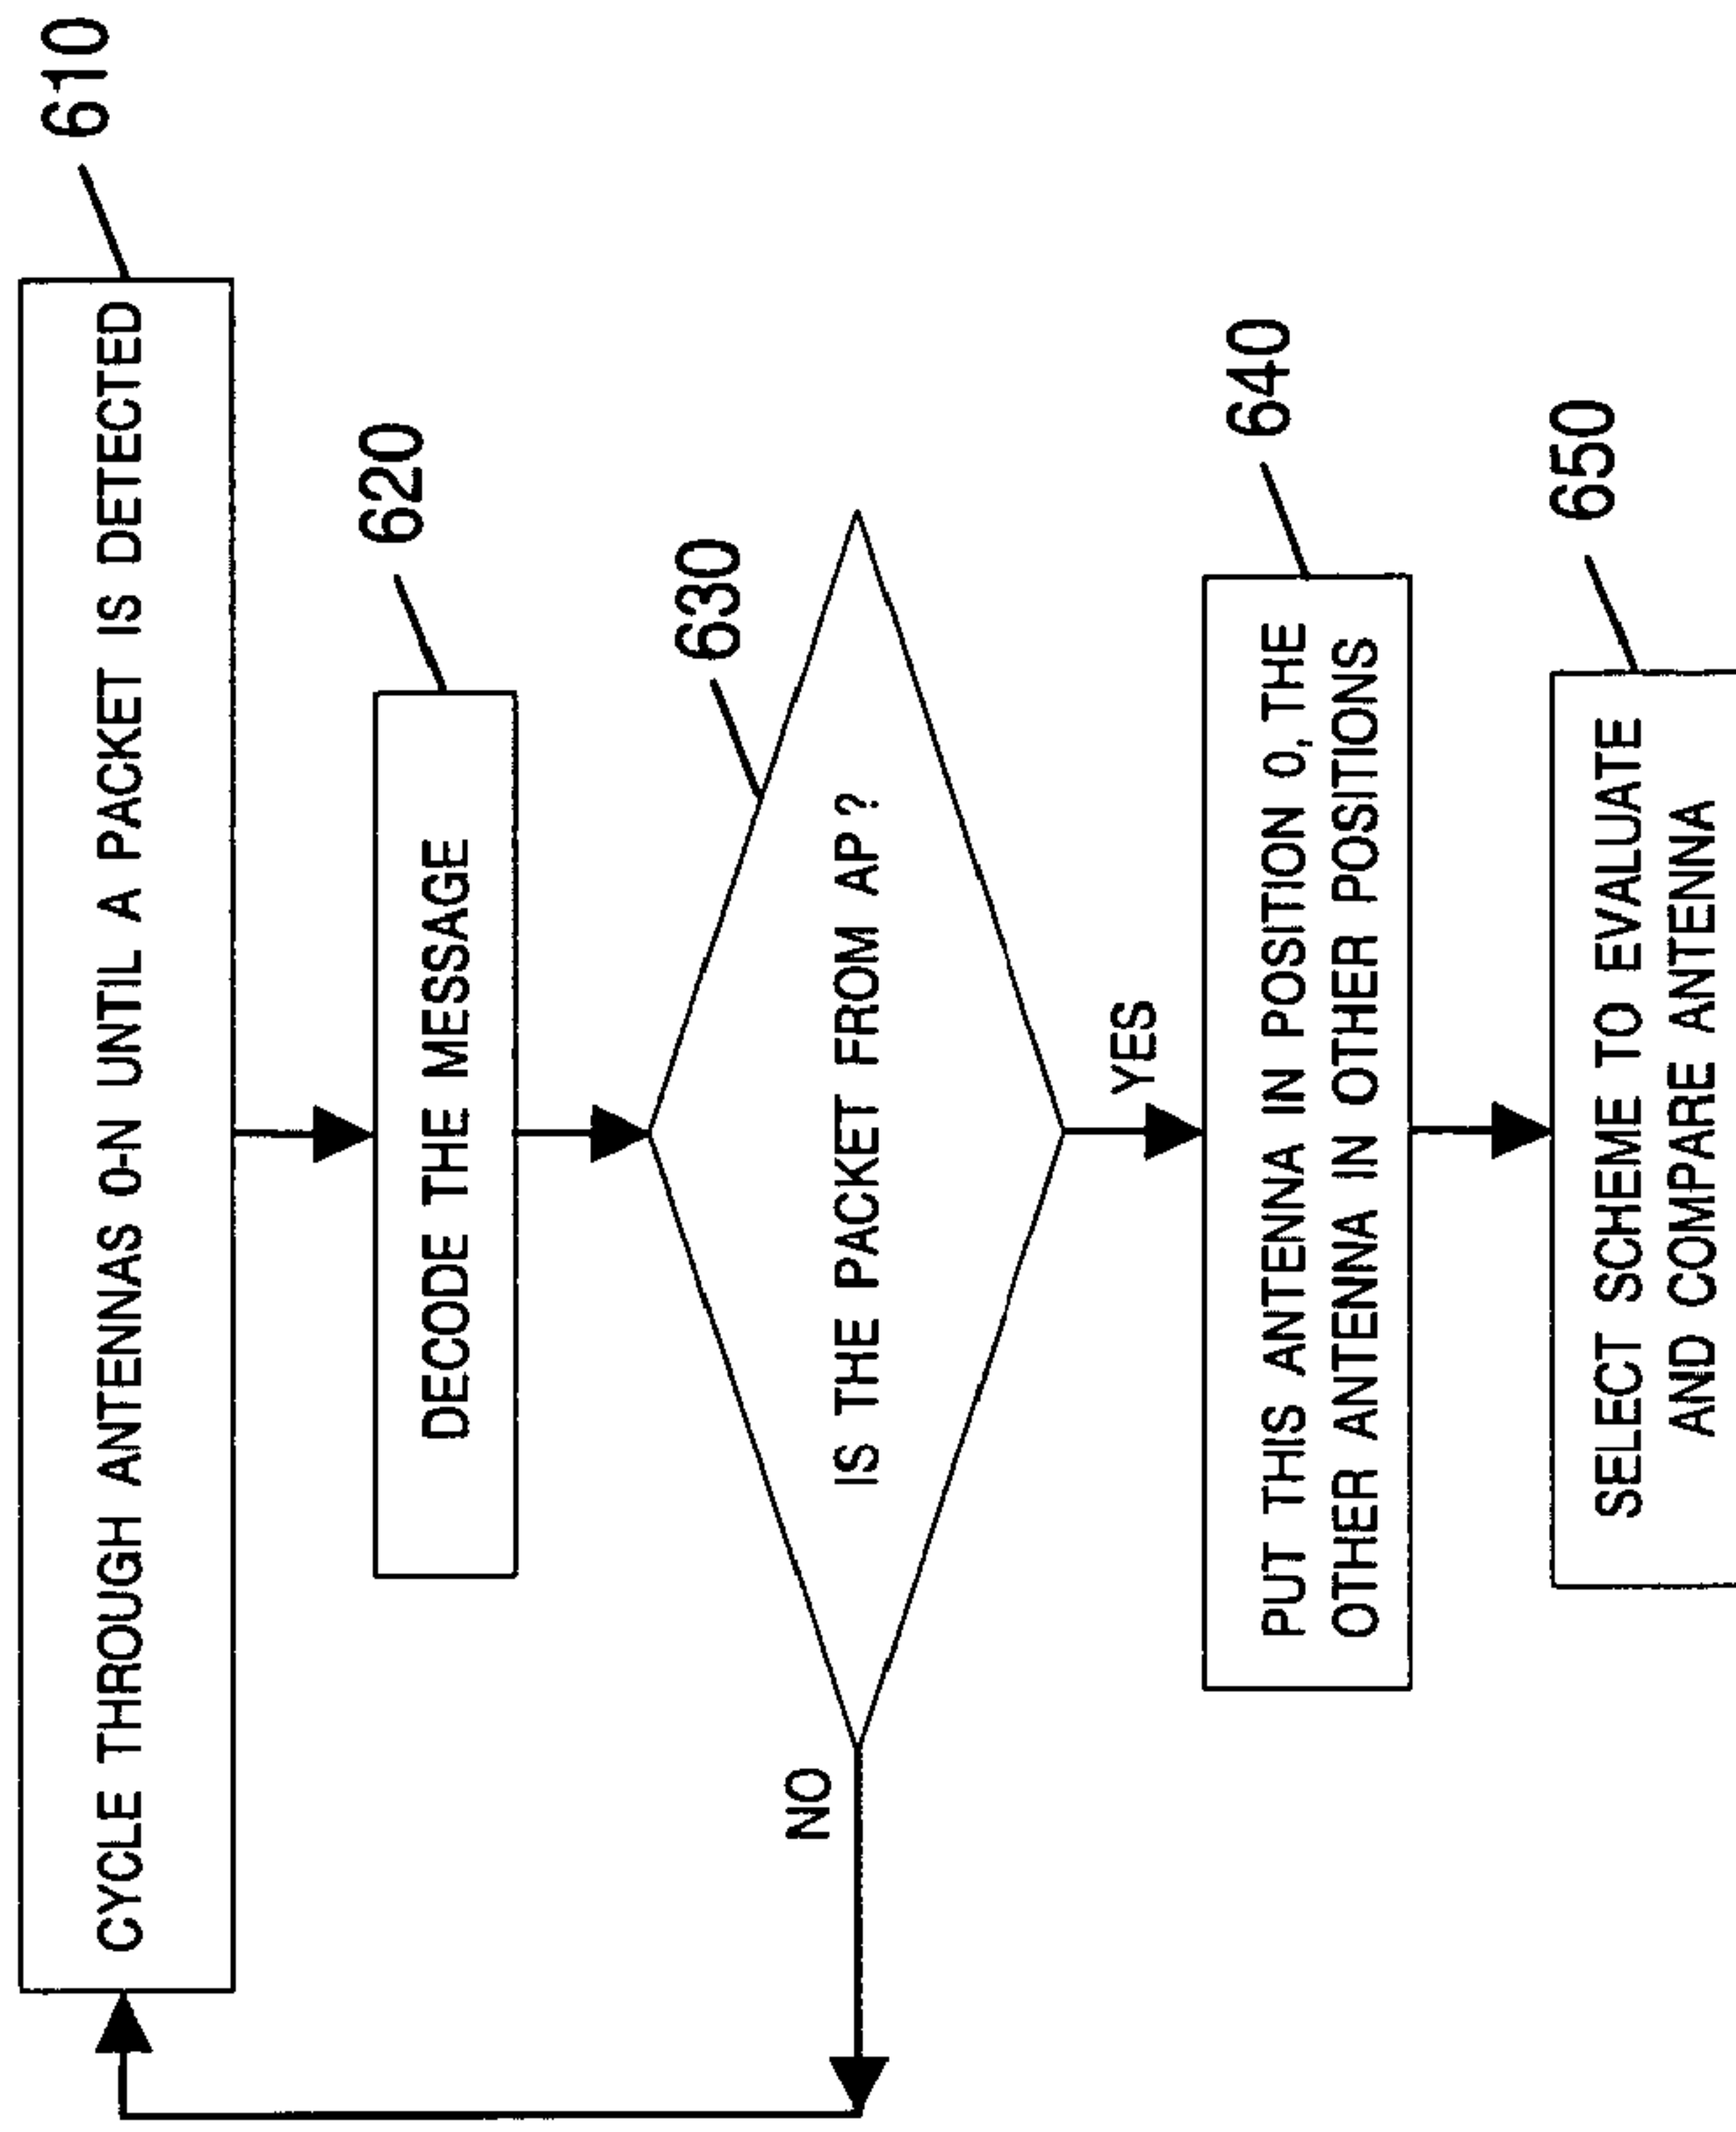 610
CYCLE THROUGH ANTENNAS 0-N UNTIL A PACKET IS DETECTED
620
DECODE THE MESSAGE
630
IS THE PACKET FROM AP?
NO
YES
640
PUT THIS ANTENNA IN POSITION 0, THE
OTHER ANTENNA IN OTHER POSITIONS
650
SELECT SCHEME TO EVALUATE
AND COMPARE ANTENNA